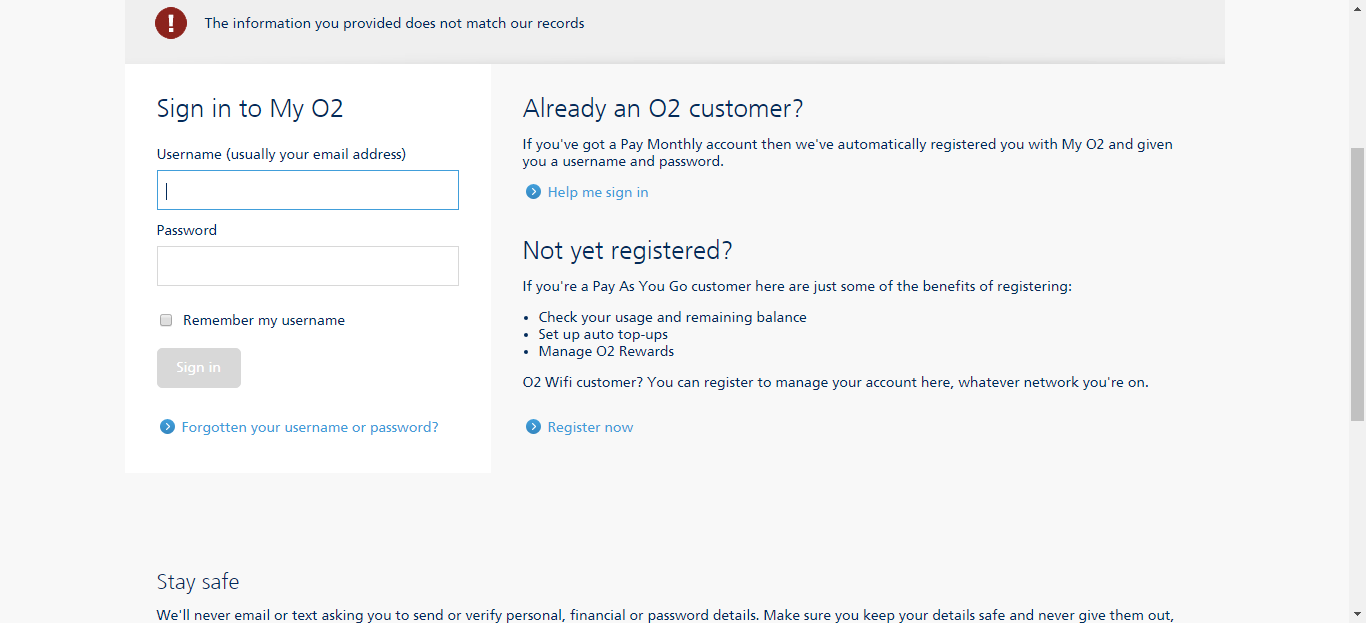 The information you provided does not match our records
Sign in to My O2
Username (usually your email address)
Password
Remember my username
Sign in
Forgotten your username or password?
Already an O2 customer?
If you've got a Pay Monthly account then we've automatically registered you with My O2 and given
you a username and password.
Help me sign in
Not yet registered?
If you're a Pay As You Go customer here are just some of the benefits of registering:
• Check your usage and remaining balance
• Set up auto top-ups
• Manage O2 Rewards
O2 Wifi customer? You can register to manage your account here, whatever network you're on.
Register now
Stay safe
We'll never email or text asking you to send or verify personal, financial or password details. Make sure you keep your details safe and never give them out,